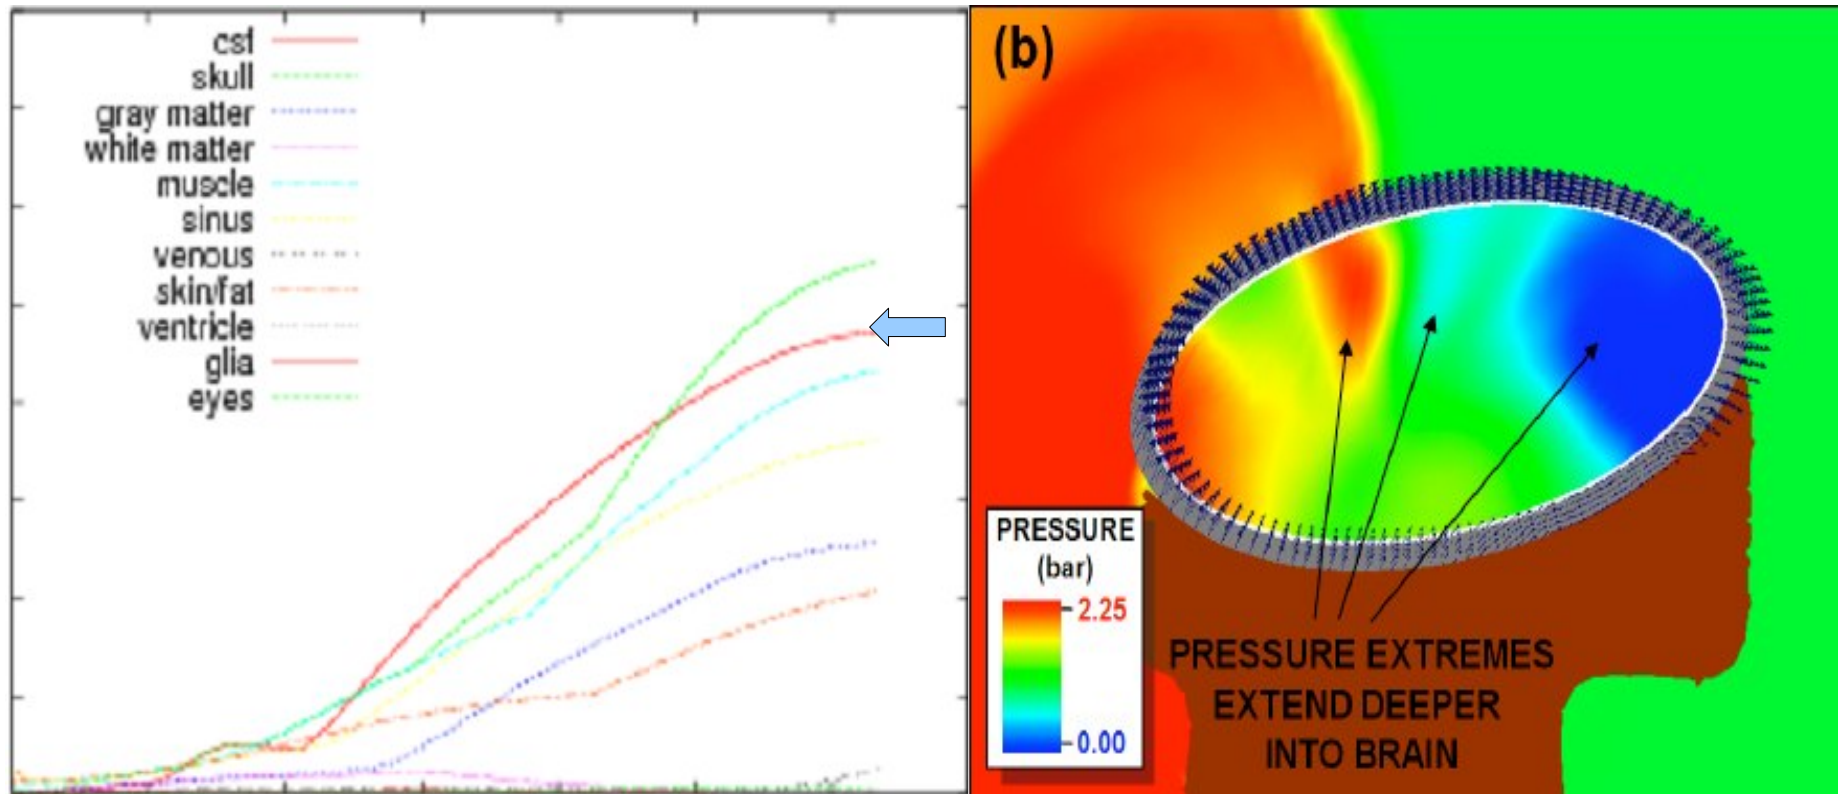 csf
skull
gray matter
white matter
muscle
sinus
venous
skin/fat
ventricle
glia
eyes
(b)
PRESSURE
(bar)
2.25
0.00
PRESSURE EXTREMES
EXTEND DEEPER
INTO BRAIN